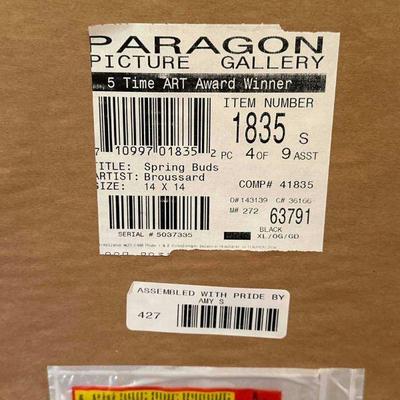 PARAGON
PICTURE GALLERY
5 Time ART Award Winner
ITEM NUMBER
1835 S
7 10997 01835 2 PC 4 OF 9 ASST
TITLE: Spring Buds
ARTIST: Broussard
SIZE: 14 X 14
COMP# 41835
O# 143139 C# 36166
M# 272 63791
SERIAL # 5037335
BLACK
XL/OG/GD
ASSEMBLED WITH PRIDE BY
AMY S
427